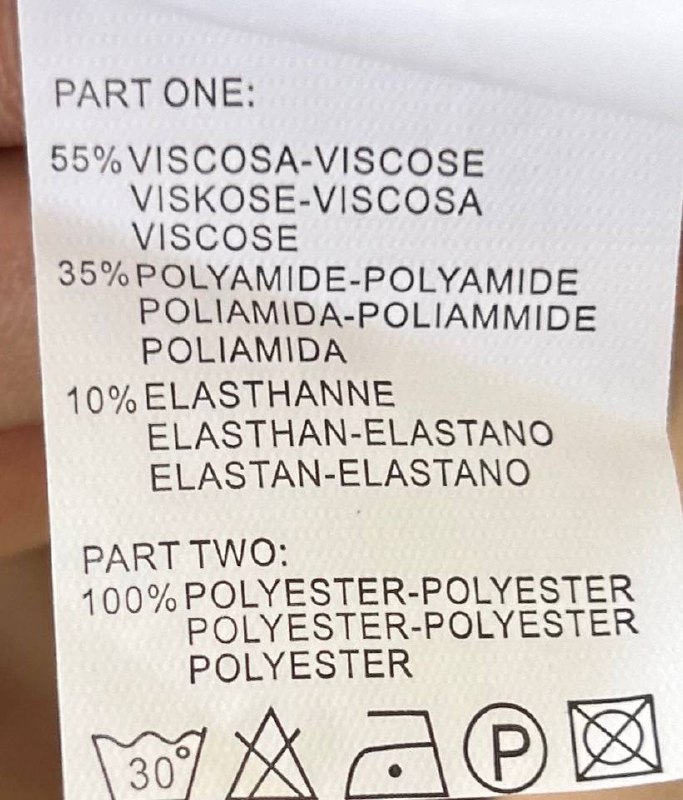 PART ONE:
55% VISCOSA-VISCOSE
VISKOSE-VISCOSA
VISCOSE
35% POLYAMIDE-POLYAMIDE
POLIAMIDA-POLIAMMIDE
POLIAMIDA
10% ELASTHANNE
ELASTHAN-ELASTANO
ELASTAN-ELASTANO
PART TWO:
100% POLYESTER-POLYESTER
POLYESTER-POLYESTER
POLYESTER
30° P